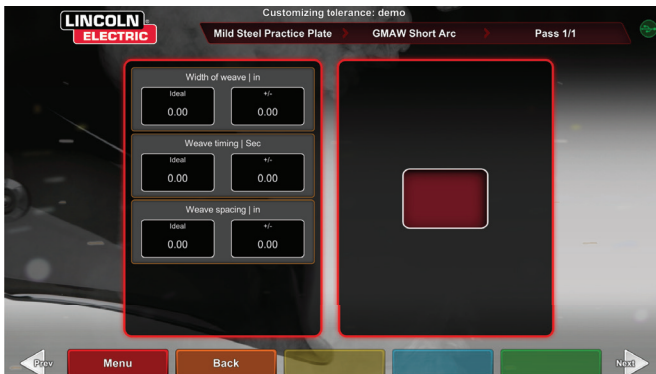 Customizing tolerance: demo
LINCOLN ®
ELECTRIC
Mild Steel Practice Plate GMAW Short Arc Pass 1/1
Width of weave | in
Ideal +/-
0.00 0.00
Weave timing | Sec
Ideal +/-
0.00 0.00
Weave spacing | in
Ideal +/-
0.00 0.00
Prev Menu Back Next